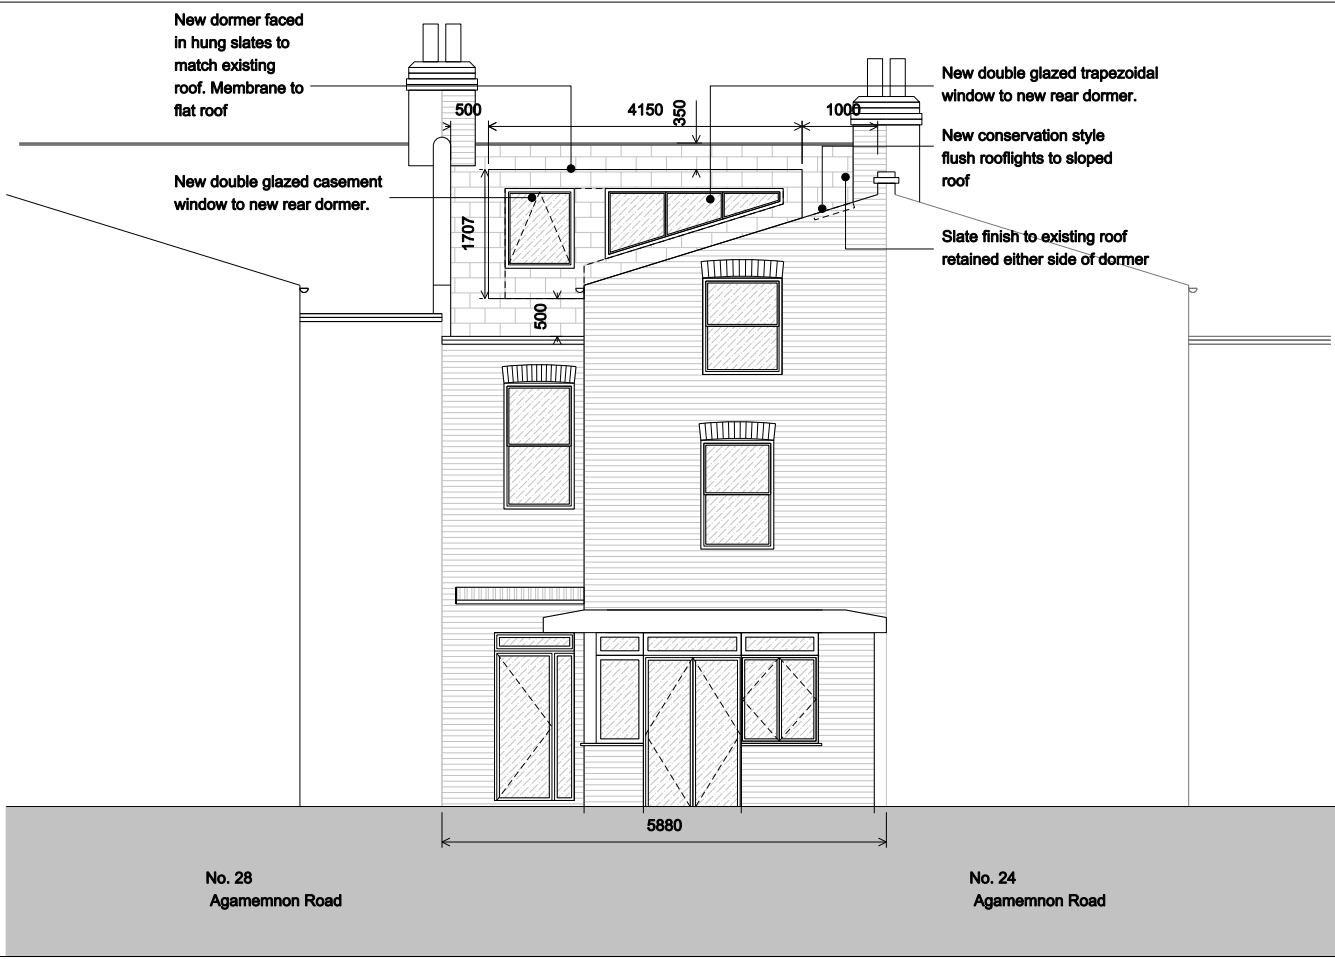 New dormer faced
in hung slates to
match existing
roof. Membrane to
flat roof
500
4150
350
1000
New double glazed trapezoidal
window to new rear dormer.
New conservation style
flush rooflights to sloped
roof
New double glazed casement
window to new rear dormer.
1707
Slate finish to existing roof
retained either side of dormer
500
5880
No. 28
Agamemnon Road
No. 24
Agamemnon Road